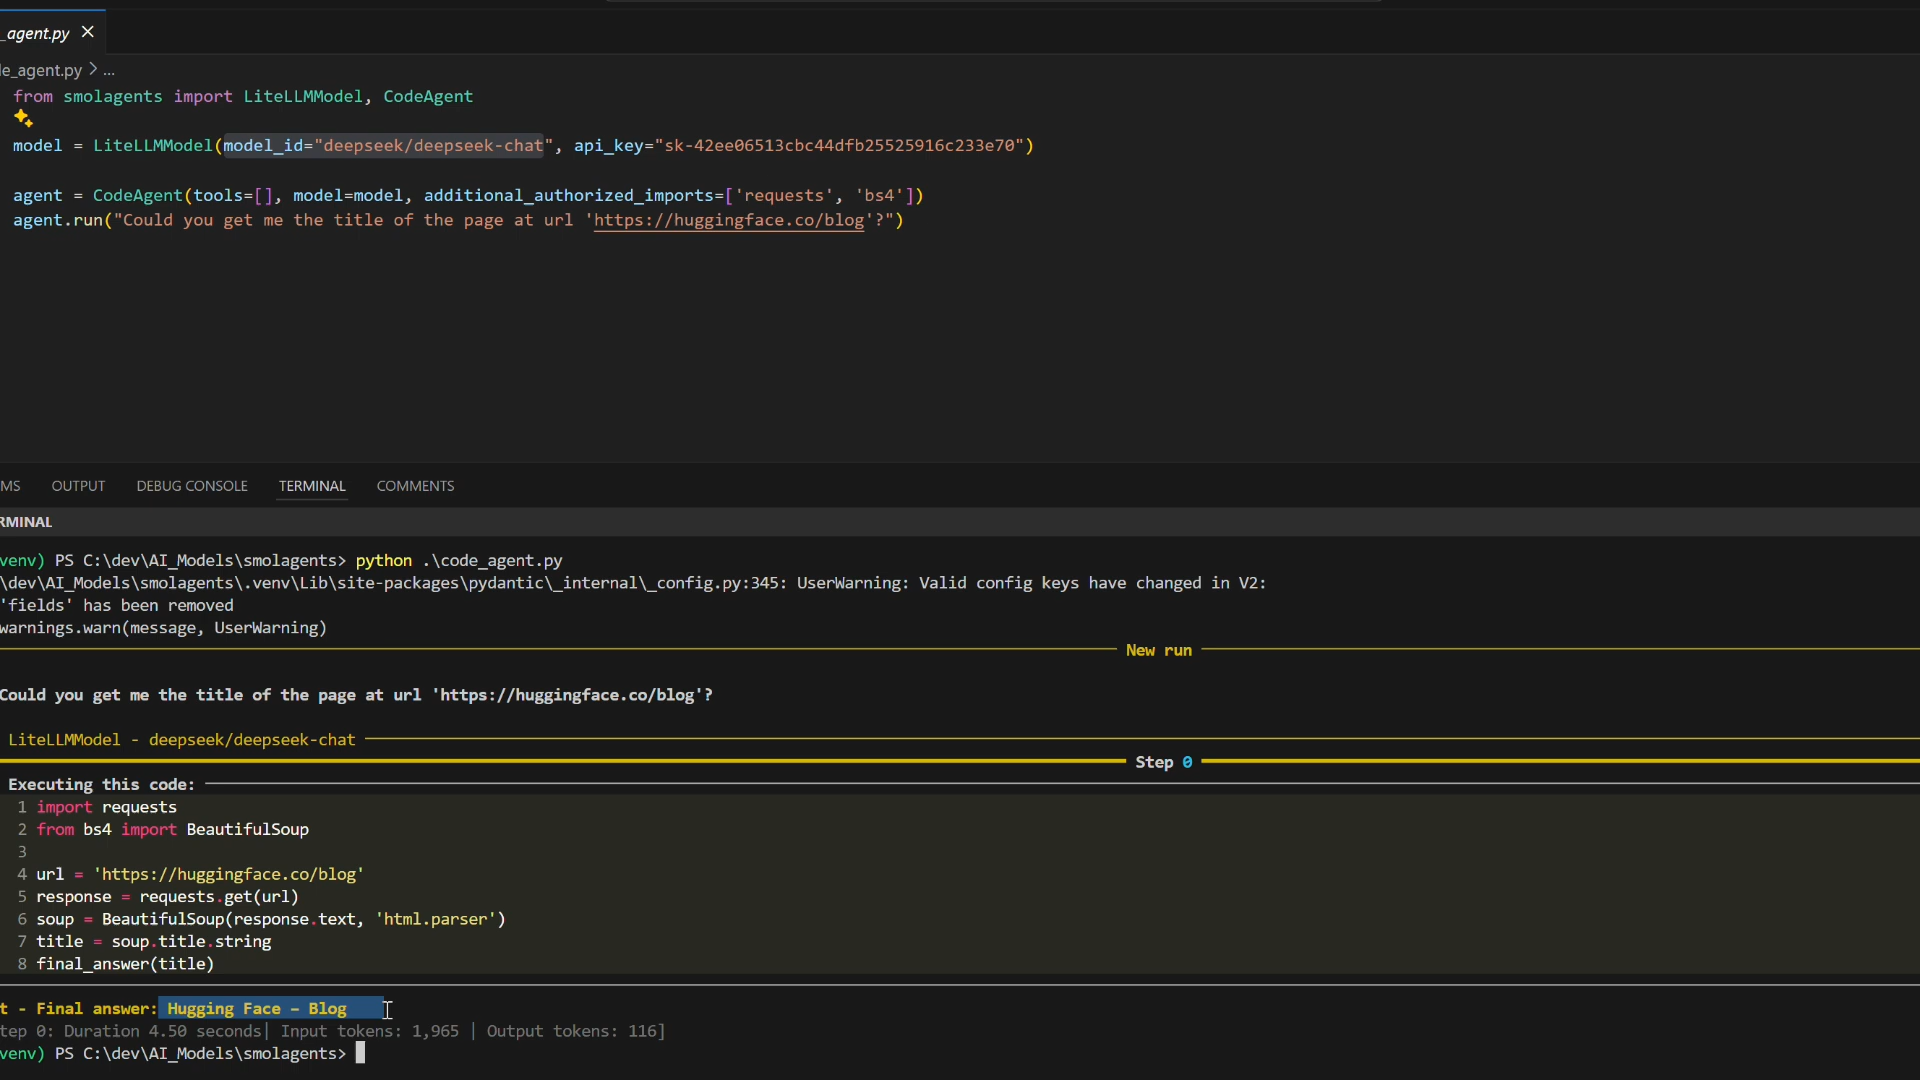 _agent.py ×
le_agent.py > ...
from smolagents import LiteLLMModel, CodeAgent
model = LiteLLMModel(model_id="deepseek/deepseek-chat", api_key="sk-42ee06513cbc44dfb25525916c233e70")
agent = CodeAgent(tools=[], model=model, additional_authorized_imports=['requests', 'bs4'])
agent.run("Could you get me the title of the page at url 'https://huggingface.co/blog'?")
MS OUTPUT DEBUG CONSOLE TERMINAL COMMENTS
RMINAL
venv) PS C:\dev\AI_Models\smolagents> python .\code_agent.py
\dev\AI_Models\smolagents\.venv\Lib\site-packages\pydantic\_internal\_config.py:345: UserWarning: Valid config keys have changed in V2:
'fields' has been removed
warnings.warn(message, UserWarning)
New run
Could you get me the title of the page at url 'https://huggingface.co/blog'?
LiteLLMModel - deepseek/deepseek-chat
Step 0
Executing this code:
1 import requests
2 from bs4 import BeautifulSoup
3
4 url = 'https://huggingface.co/blog'
5 response = requests.get(url)
6 soup = BeautifulSoup(response.text, 'html.parser')
7 title = soup.title.string
8 final_answer(title)
t - Final answer: Hugging Face – Blog
tep 0: Duration 4.50 seconds| Input tokens: 1,965 | Output tokens: 116]
venv) PS C:\dev\AI_Models\smolagents>